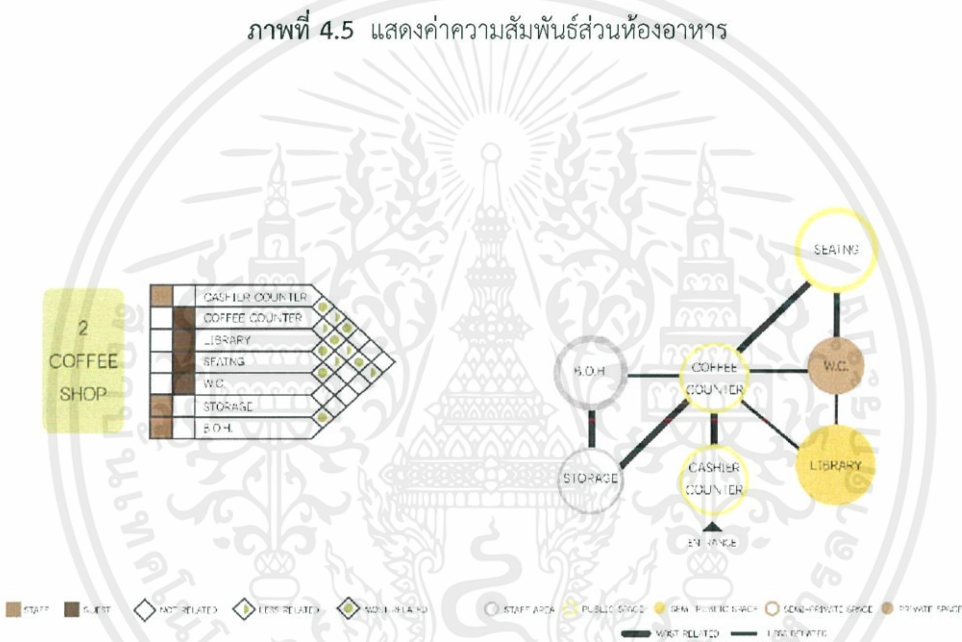 ภาพที่ 4.5 แสดงค่าความสัมพันธ์ส่วนห้องอาหาร
2
COFFEE
SHOP
CASHIER COUNTER
COFFEE COUNTER
LIBRARY
SEATNG
W.C.
STORAGE
B.O.H.
SEATNG
B.O.H
COFFEE
COUNTER
W.C.
STORAGE
CASHIER
COUNTER
LIBRARY
ENTRANCE
STAFF GUEST NOT RELATED LESS RELATED MOST RELATED STAFF AREA PUBLIC SPACE SEMI-PUBLIC SPACE SEMI-PRIVATE SPACE PRIVATE SPACE
MOST RELATED LESS RELATED